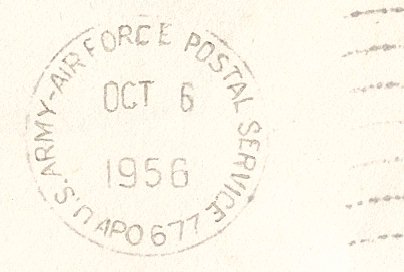 U.S. ARMY-AIR FORCE POSTAL SERVICE
OCT 6
1956
APO 677